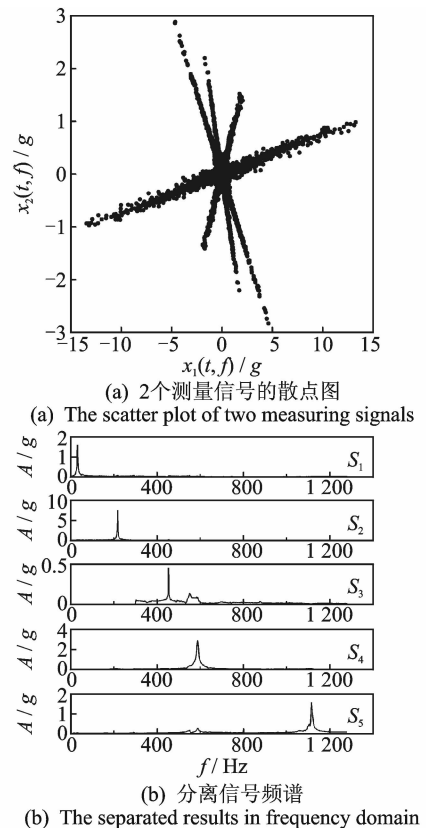 3
2
1
0
−1
−2
−3
x₂(t,f) / g
−15 −10 −5 0 5 10 15
x₁(t,f) / g
(a) 2个测量信号的散点图
(a) The scatter plot of two measuring signals
A / g
2
1
0
S₁
0 400 800 1 200
A / g
10
5
0
S₂
0 400 800 1 200
A / g
0.5
0
S₃
0 400 800 1 200
A / g
4
2
0
S₄
0 400 800 1 200
A / g
2
1
0
S₅
0 400 800 1 200
f / Hz
(b) 分离信号频谱
(b) The separated results in frequency domain